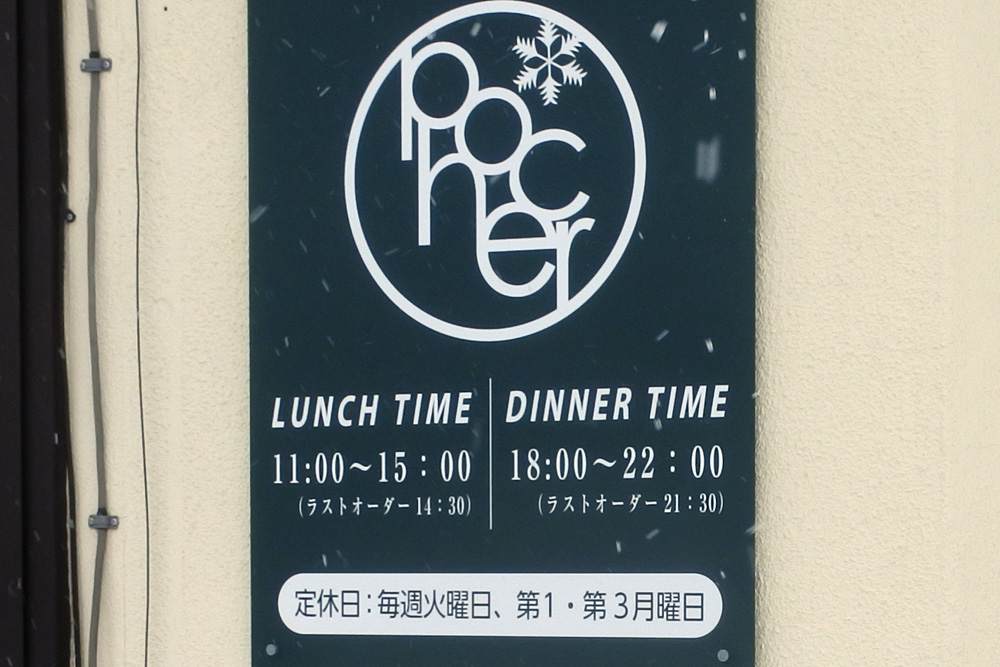 poc
her
LUNCH TIME
11:00～15：00
(ラストオーダー 14：30)
DINNER TIME
18:00～22：00
(ラストオーダー 21：30)
定休日：毎週火曜日、第1・第3月曜日